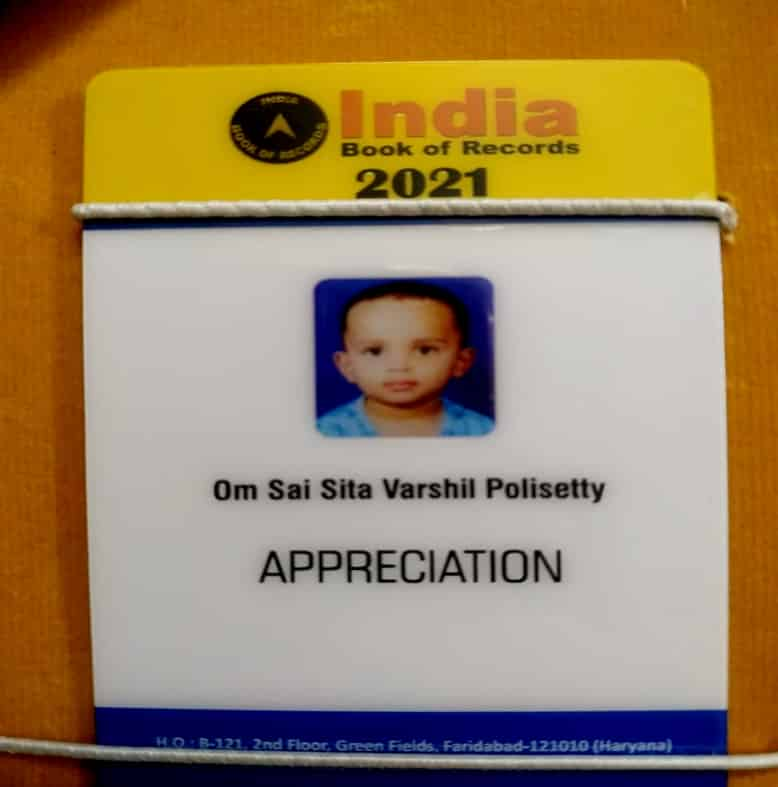 INDIA
BOOK OF RECORDS
India
Book of Records
2021
Om Sai Sita Varshil Polisetty
APPRECIATION
H.O : B-121, 2nd Floor, Green Fields, Faridabad-121010 (Haryana)